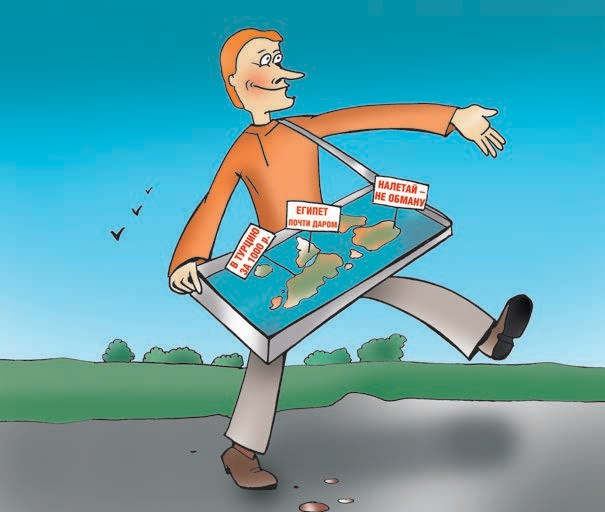 В ТУРЦИЮ
ЗА 1000 р.
ЕГИПЕТ
ПОЧТИ ДАРОМ
НАЛЕТАЙ –
НЕ ОБМАНУ